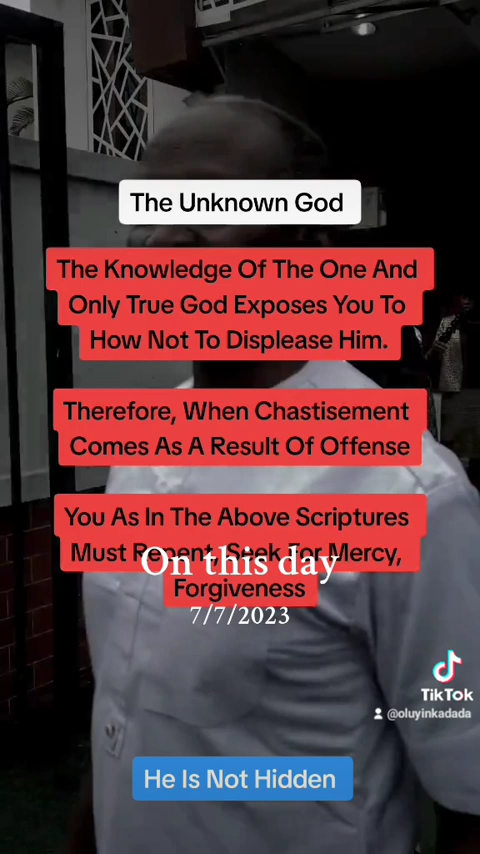 The Unknown God
The Knowledge Of The One And
Only True God Exposes You To
How Not To Displease Him.
Therefore, When Chastisement
Comes As A Result Of Offense
You As In The Above Scriptures
Must Repent, Seek For Mercy,
On this day
Forgiveness
7/7/2023
TikTok
@oluyinkadada
He Is Not Hidden